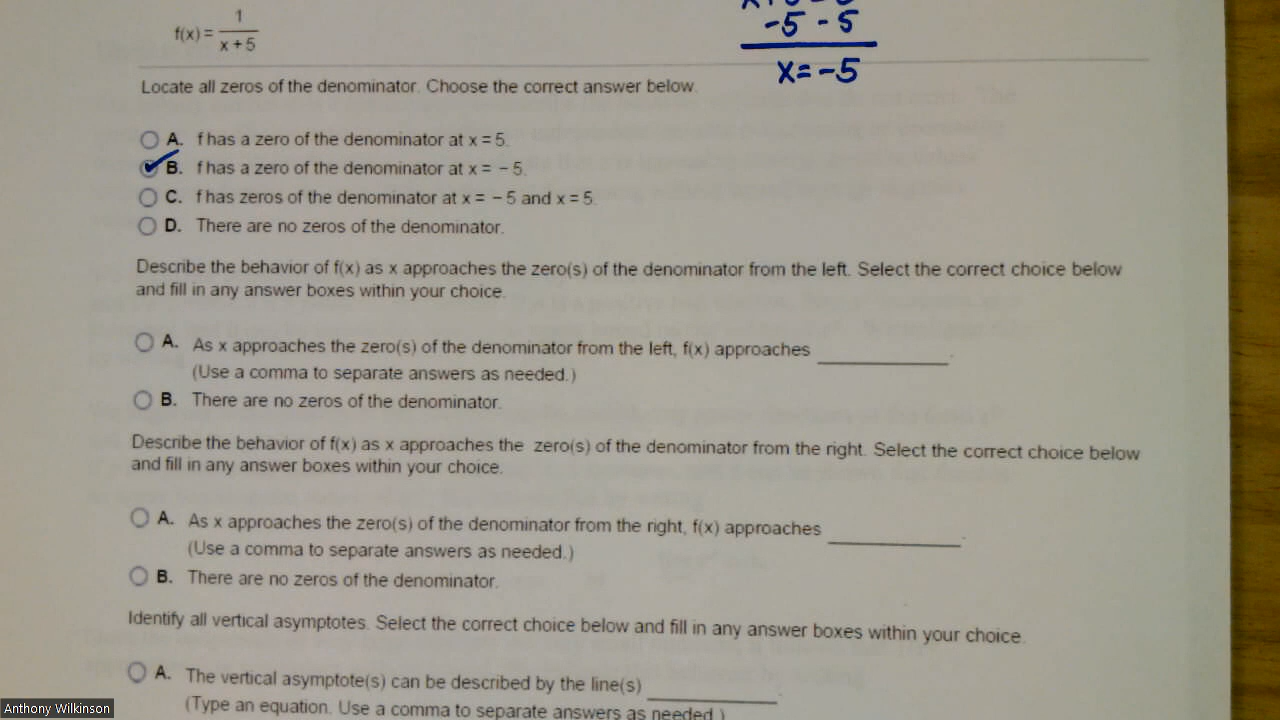 f(x) = 1 / x + 5
-5 - 5
x = -5
Locate all zeros of the denominator. Choose the correct answer below.
A. f has a zero of the denominator at x = 5.
B. f has a zero of the denominator at x = - 5.
C. f has zeros of the denominator at x = - 5 and x = 5.
D. There are no zeros of the denominator.
Describe the behavior of f(x) as x approaches the zero(s) of the denominator from the left. Select the correct choice below
and fill in any answer boxes within your choice.
A. As x approaches the zero(s) of the denominator from the left, f(x) approaches ________.
(Use a comma to separate answers as needed.)
B. There are no zeros of the denominator.
Describe the behavior of f(x) as x approaches the zero(s) of the denominator from the right. Select the correct choice below
and fill in any answer boxes within your choice.
A. As x approaches the zero(s) of the denominator from the right, f(x) approaches ________.
(Use a comma to separate answers as needed.)
B. There are no zeros of the denominator.
Identify all vertical asymptotes. Select the correct choice below and fill in any answer boxes within your choice.
A. The vertical asymptote(s) can be described by the line(s) ________.
(Type an equation. Use a comma to separate answers as needed.)
Anthony Wilkinson